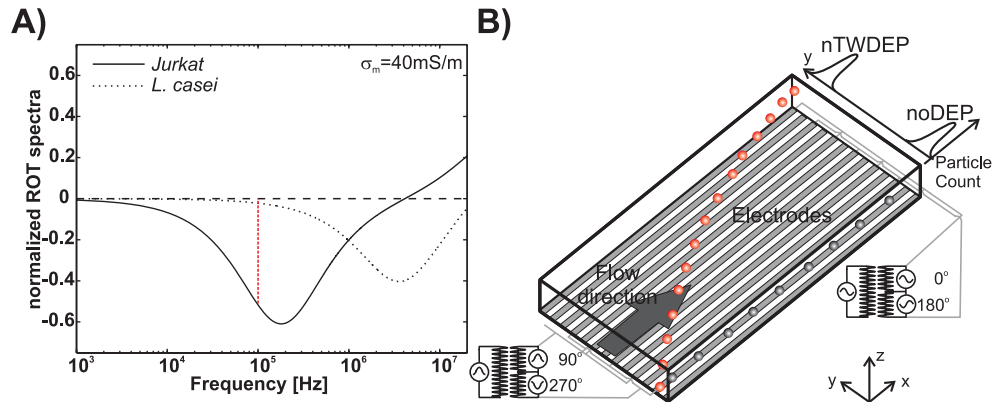 A)
normalized ROT spectra
0.6
0.4
0.2
0
-0.2
-0.4
-0.6
Jurkat
L. casei
σm=40mS/m
10³
10⁴
10⁵
10⁶
10⁷
Frequency [Hz]
B)
nTWDEP
y
noDEP
Particle
Count
Electrodes
Flow
direction
0°
180°
90°
270°
z
y
x